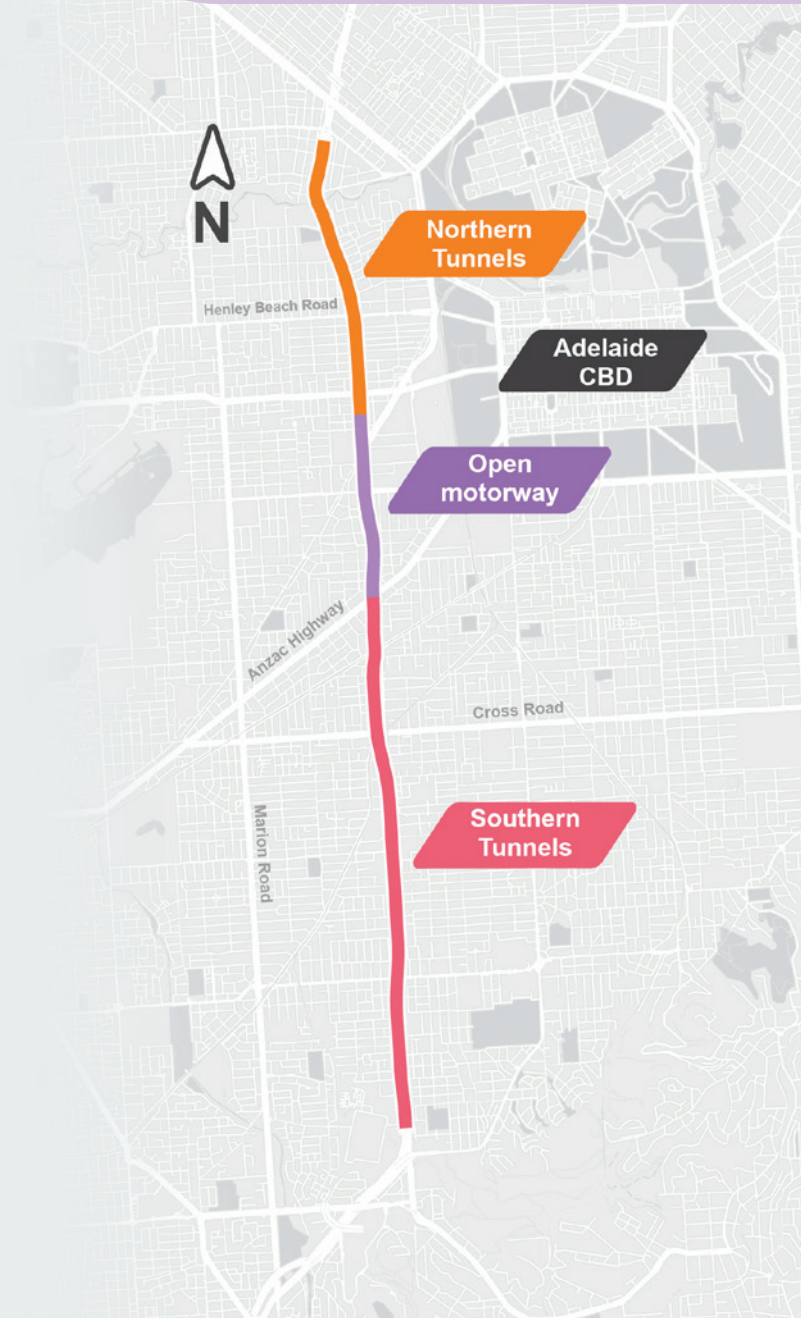 N
Northern
Tunnels
Henley Beach Road
Adelaide
CBD
Open
motorway
Anzac Highway
Cross Road
Marion Road
Southern
Tunnels